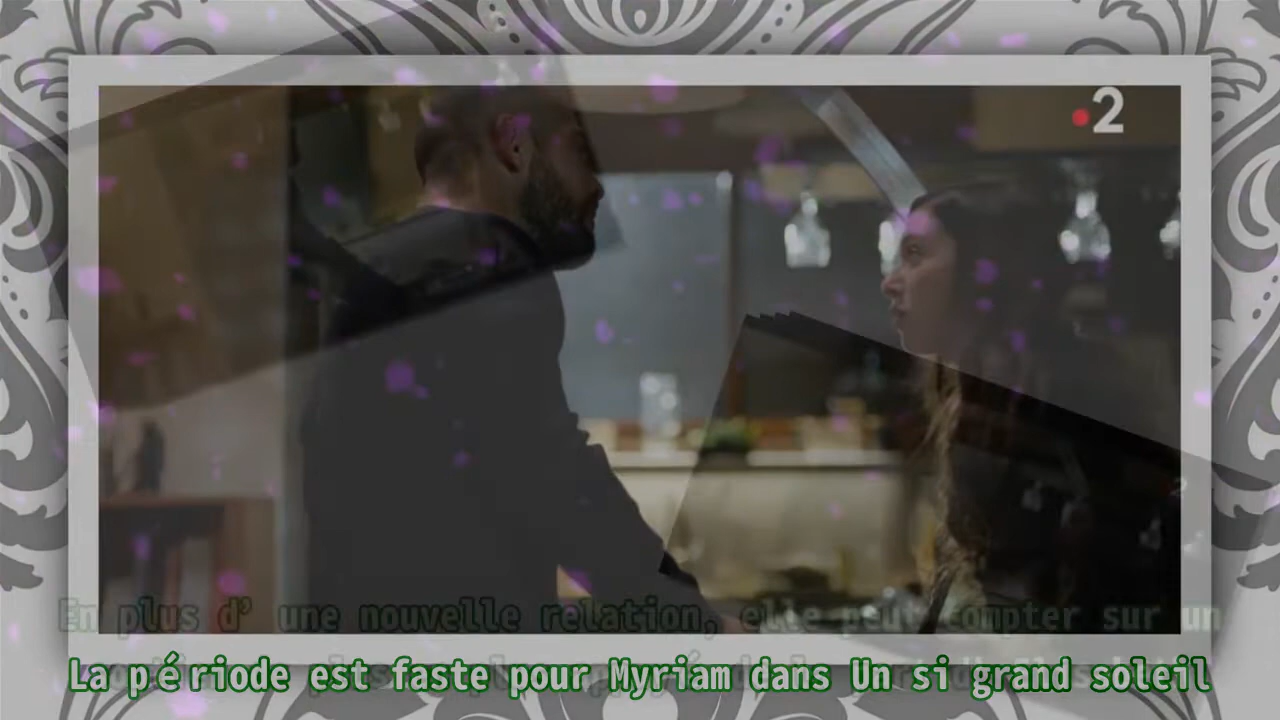 2
En plus d’ une nouvelle relation, elle peut compter sur un
La période est faste pour Myriam dans Un si grand soleil